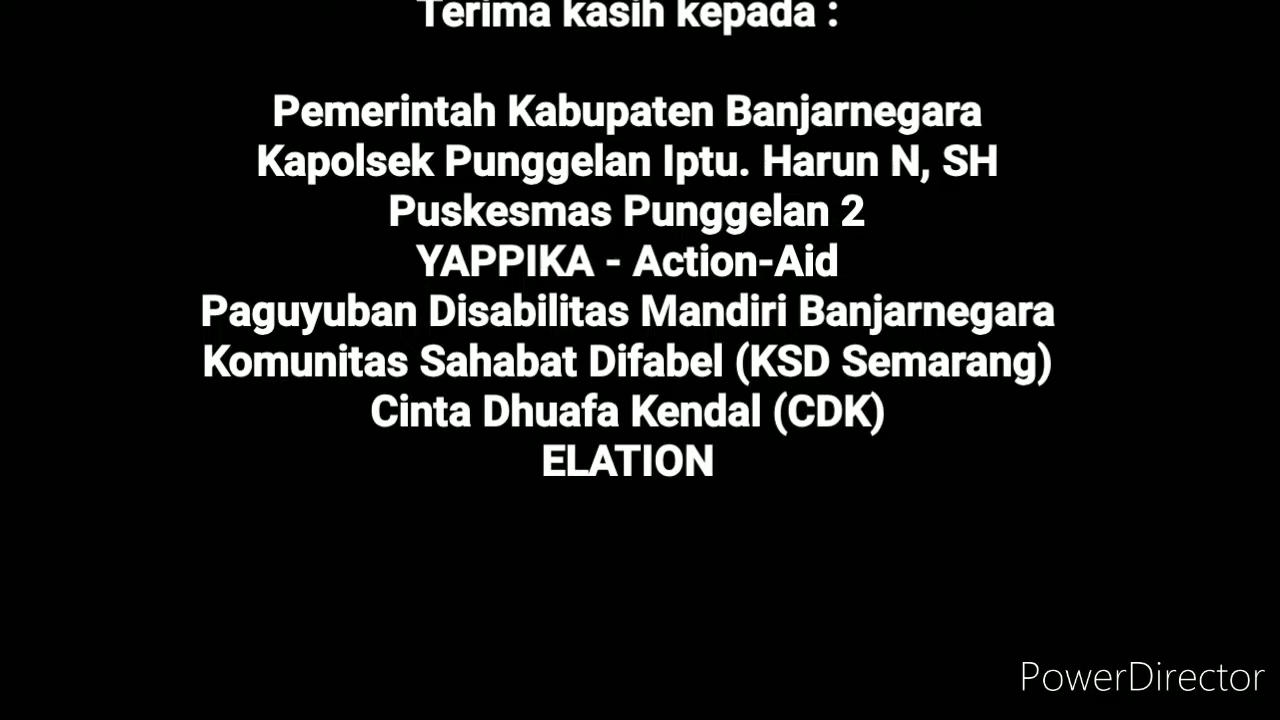 Terima kasih kepada :
Pemerintah Kabupaten Banjarnegara
Kapolsek Punggelan Iptu. Harun N, SH
Puskesmas Punggelan 2
YAPPIKA - Action-Aid
Paguyuban Disabilitas Mandiri Banjarnegara
Komunitas Sahabat Difabel (KSD Semarang)
Cinta Dhuafa Kendal (CDK)
ELATION
PowerDirector